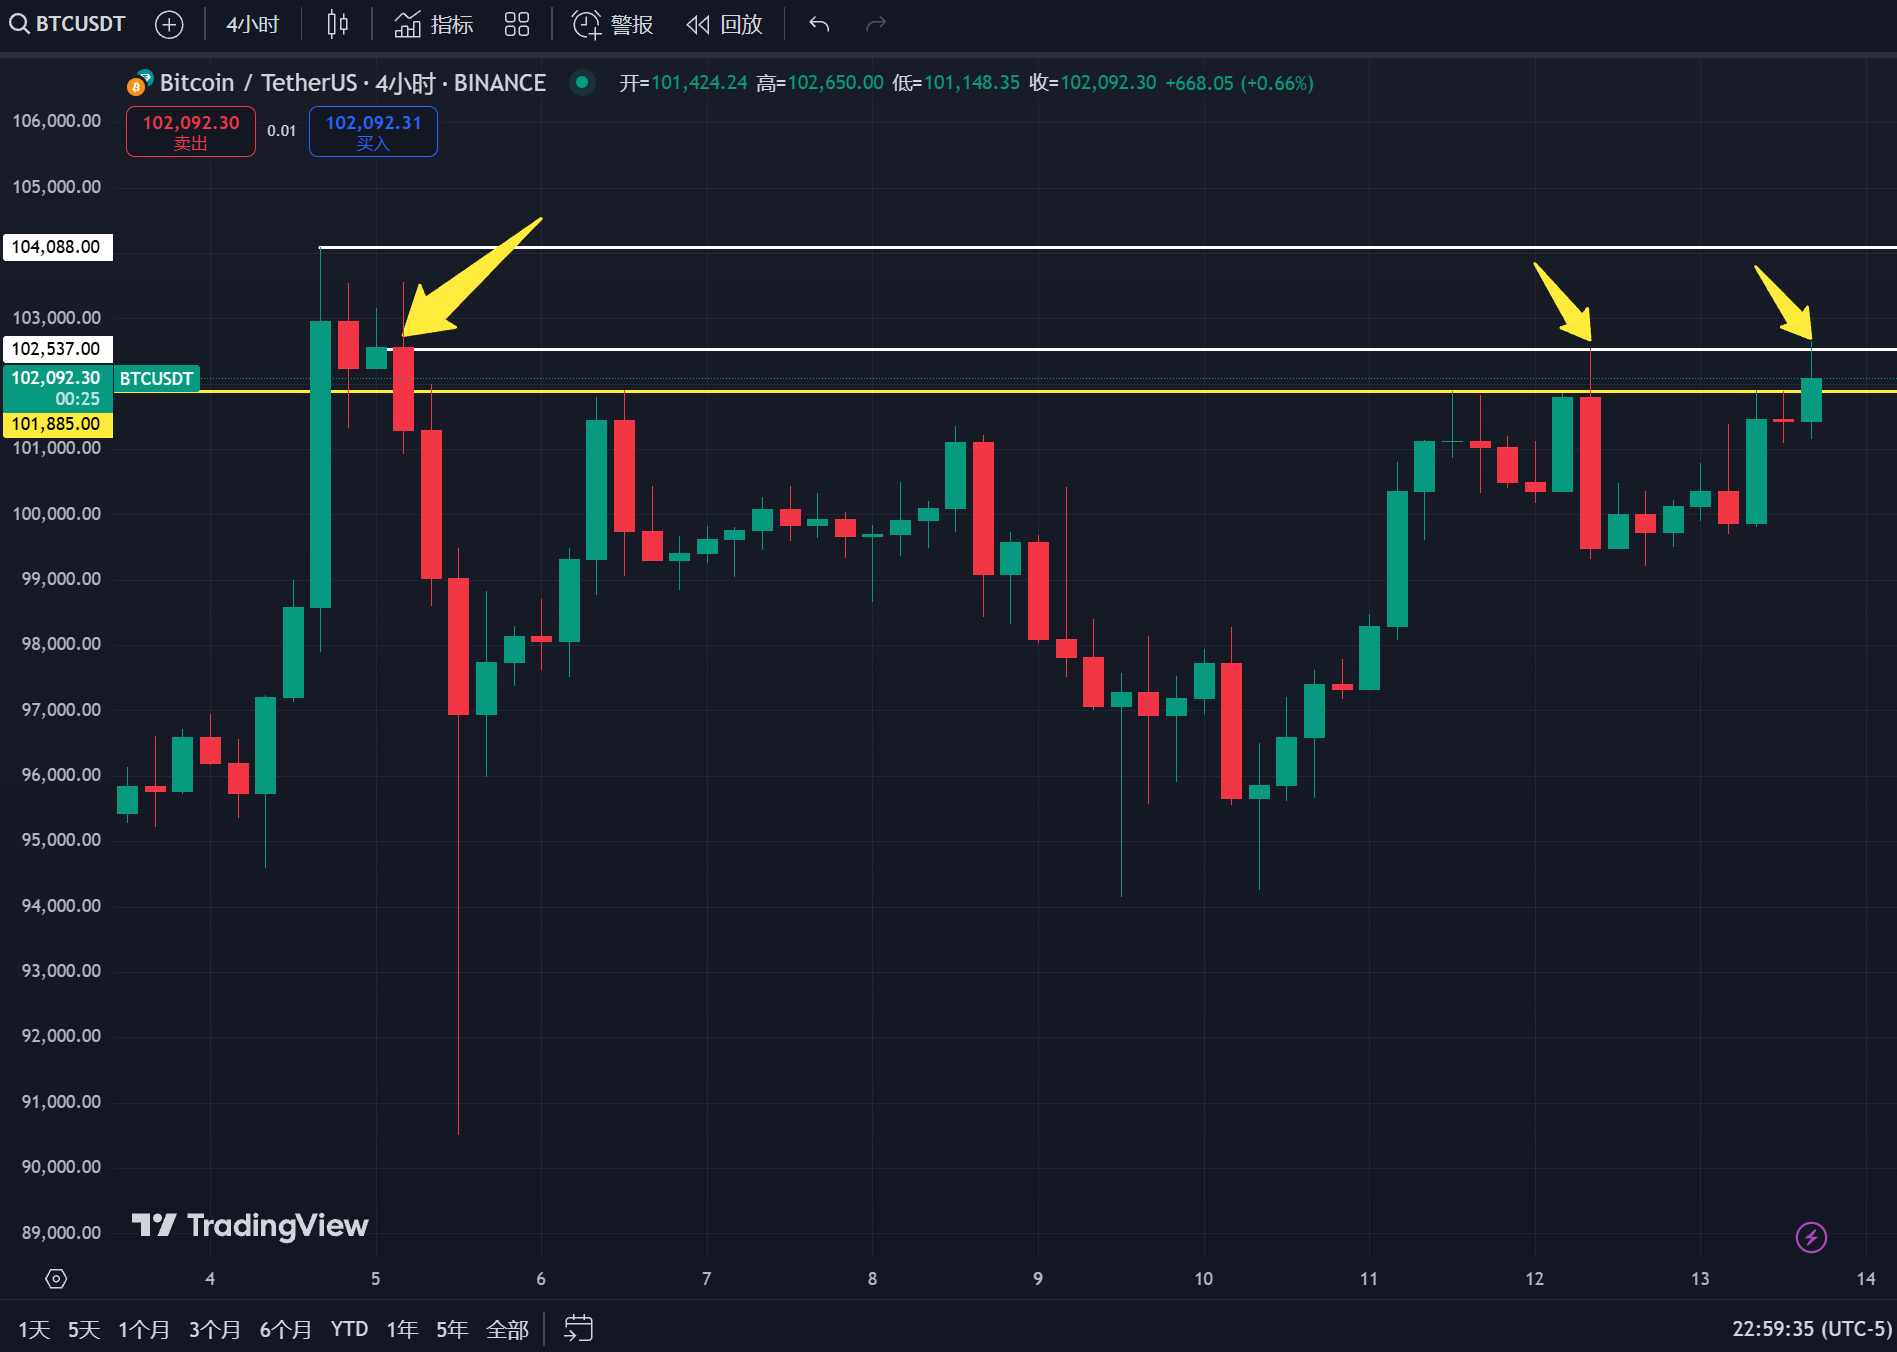 BTCUSDT 4小时 指标 警报 回放
Bitcoin / TetherUS · 4小时 · BINANCE 开=101,424.24 高=102,650.00 低=101,148.35 收=102,092.30 +668.05 (+0.66%)
102,092.30 0.01 102,092.31
卖出 买入
106,000.00
105,000.00
104,088.00
103,000.00
102,537.00
102,092.30 BTCUSDT
00:25
101,885.00
101,000.00
100,000.00
99,000.00
98,000.00
97,000.00
96,000.00
95,000.00
94,000.00
93,000.00
92,000.00
91,000.00
90,000.00
89,000.00
TradingView
4 5 6 7 8 9 10 11 12 13 14
1天 5天 1个月 3个月 6个月 YTD 1年 5年 全部 22:59:35 (UTC-5)